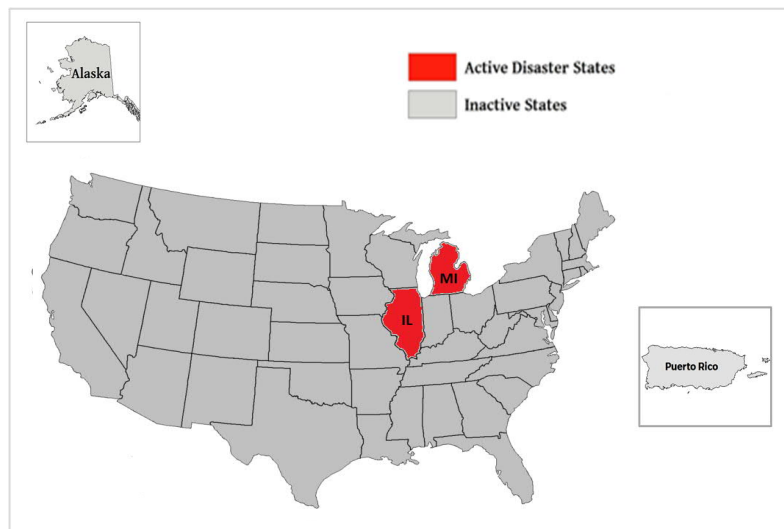 Alaska
Active Disaster States
Inactive States
MI
IL
Puerto Rico